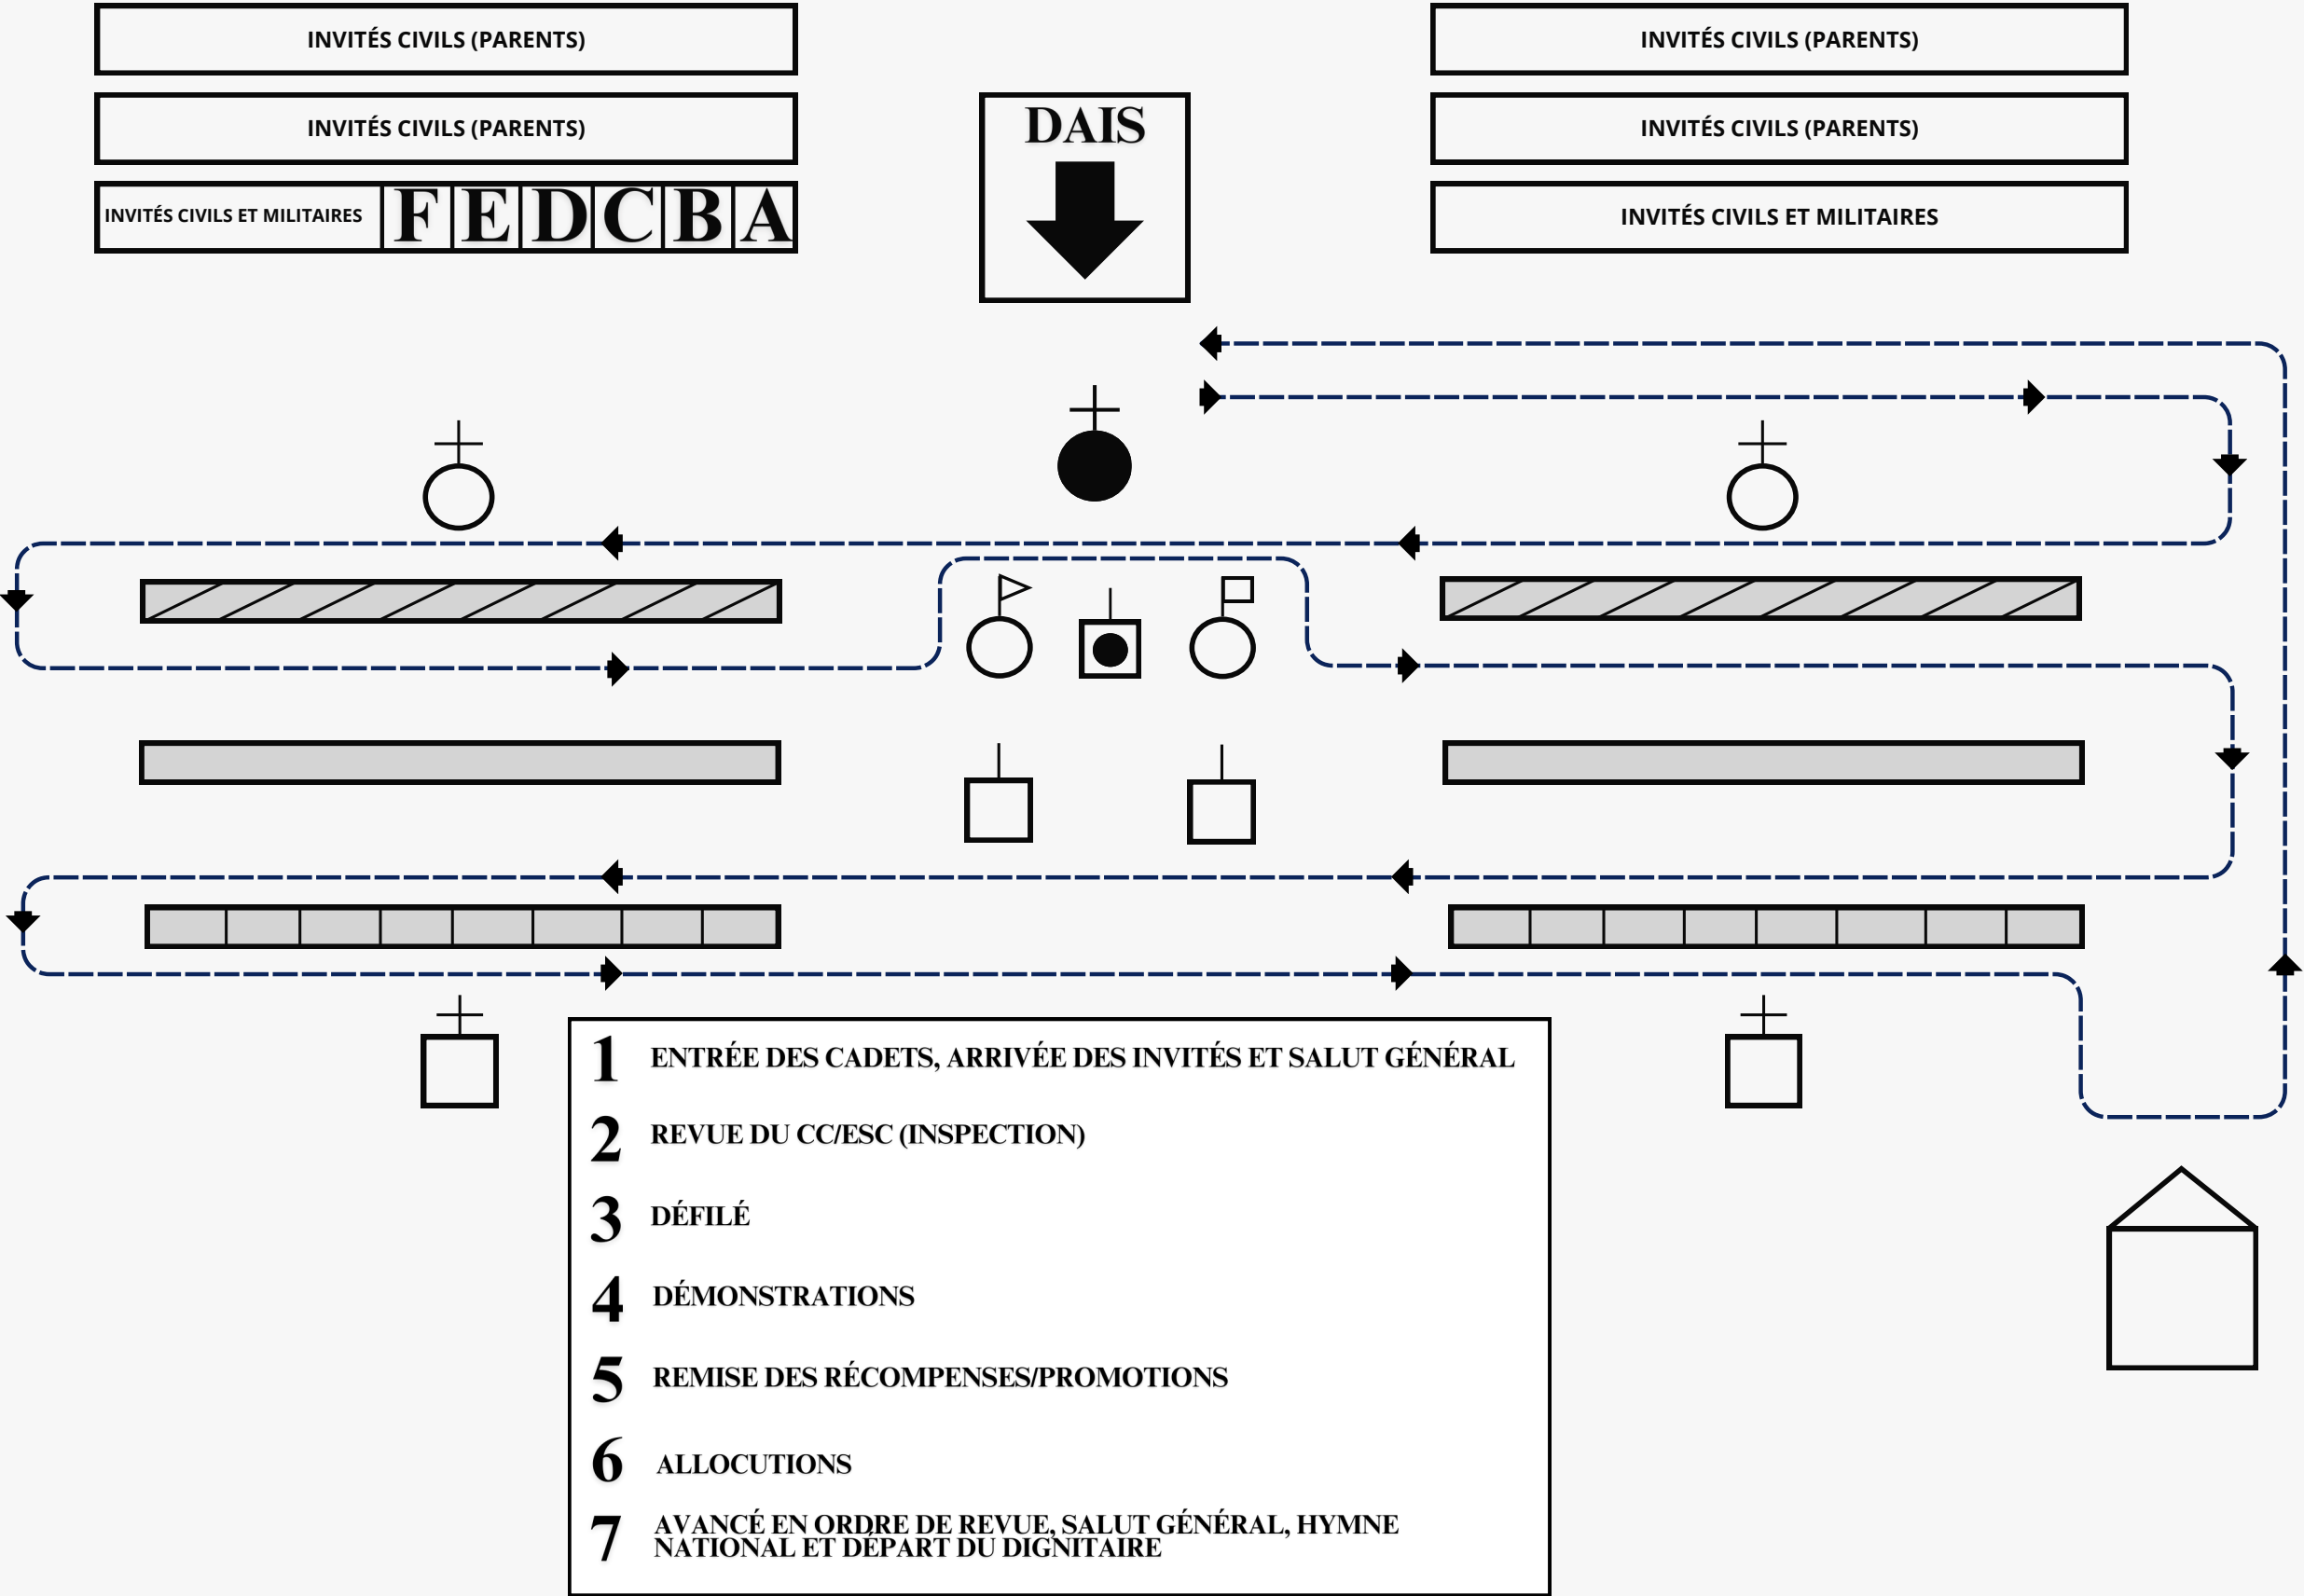 INVITÉS CIVILS (PARENTS)
INVITÉS CIVILS (PARENTS)
INVITÉS CIVILS (PARENTS)
INVITÉS CIVILS (PARENTS)
DAIS
INVITÉS CIVILS ET MILITAIRES F E D C B A
INVITÉS CIVILS ET MILITAIRES
1 ENTRÉE DES CADETS, ARRIVÉE DES INVITÉS ET SALUT GÉNÉRAL
2 REVUE DU CC/ESC (INSPECTION)
3 DÉFILÉ
4 DÉMONSTRATIONS
5 REMISE DES RÉCOMPENSES/PROMOTIONS
6 ALLOCUTIONS
7 AVANCÉ EN ORDRE DE REVUE, SALUT GÉNÉRAL, HYMNE
NATIONAL ET DÉPART DU DIGNITAIRE